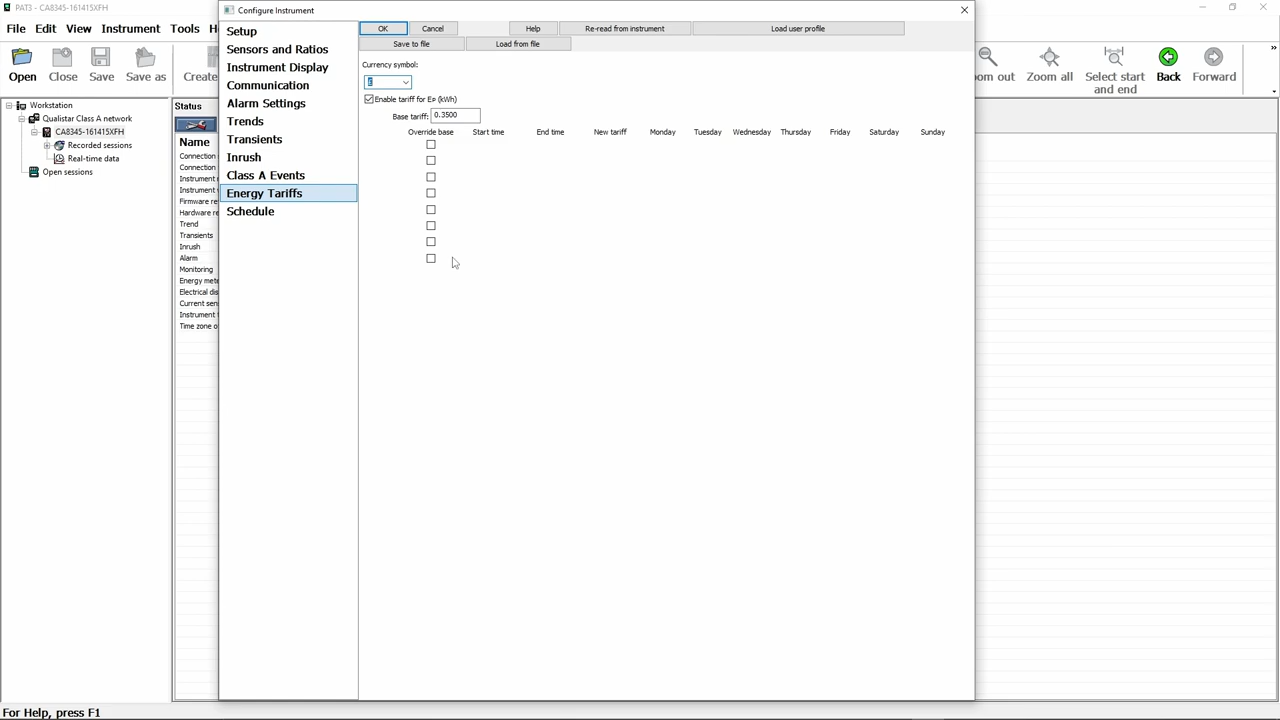 PAT3 - CA8345-161415XFH
File Edit View Instrument Tools H
Open Close Save Save as Create
om out Zoom all Select start and end Back Forward
Workstation
Qualistar Class A network
CA8345-161415XFH
Recorded sessions
Real-time data
Open sessions
Status
Name
Connection
Connection
Instrument
Instrument
Firmware re
Hardware re
Trend
Transients
Inrush
Alarm
Monitoring
Energy mete
Electrical dis
Current sen
Instrument
Time zone o
Configure Instrument
Setup
Sensors and Ratios
Instrument Display
Communication
Alarm Settings
Trends
Transients
Inrush
Class A Events
Energy Tariffs
Schedule
OK Cancel Help Re-read from instrument Load user profile
Save to file Load from file
Currency symbol:
£
Enable tariff for E≠ (kWh)
Base tariff: 0.3500
Override base Start time End time New tariff Monday Tuesday Wednesday Thursday Friday Saturday Sunday
For Help, press F1